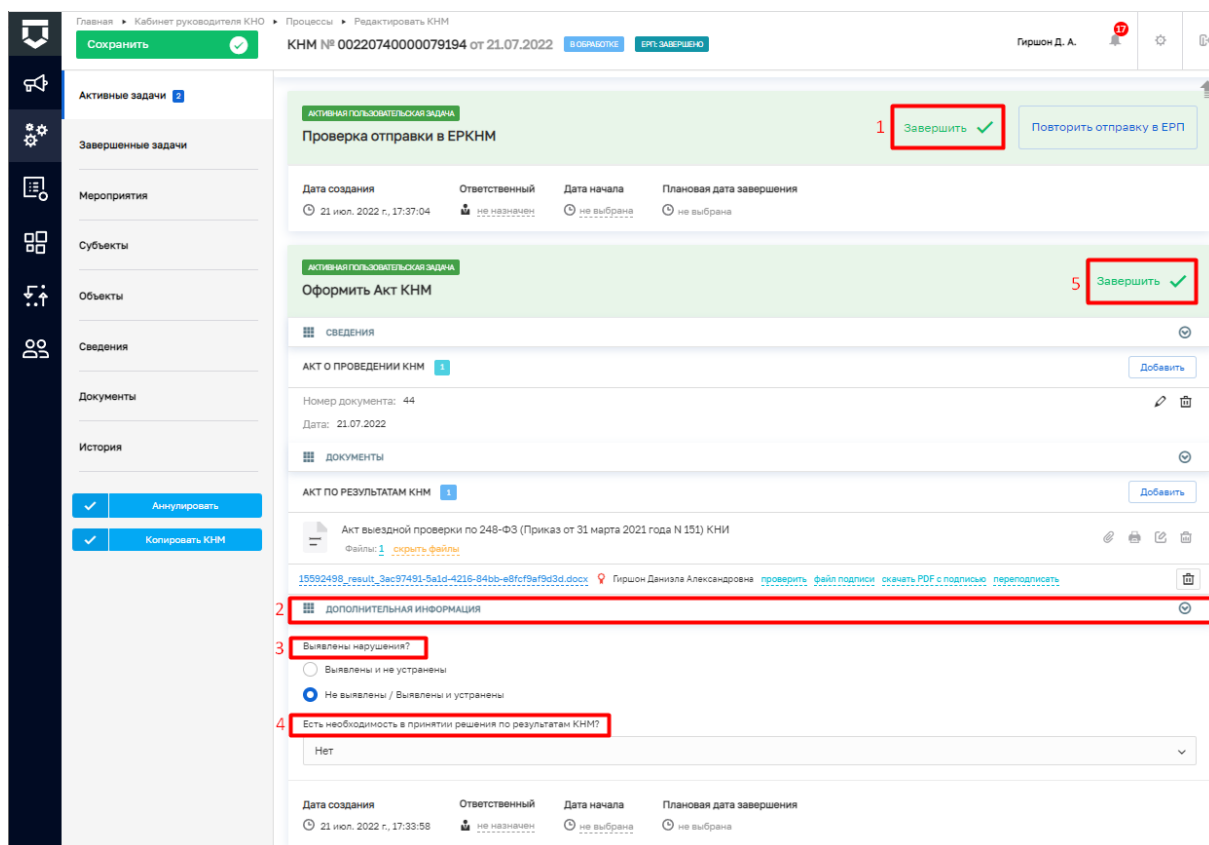 Главная ▸ Кабинет руководителя КНО ▸ Процессы ▸ Редактировать КНМ
Сохранить
КНМ № 00220740000079194 от 21.07.2022 В ОБРАБОТКЕ ЕРП: ЗАВЕРШЕНО
Гиршон Д. А.
17
Активные задачи 2
Завершенные задачи
Мероприятия
Субъекты
Объекты
Сведения
Документы
История
Аннулировать
Копировать КНМ
АКТИВНАЯ ПОЛЬЗОВАТЕЛЬСКАЯ ЗАДАЧА
Проверка отправки в ЕРКНМ
1 Завершить
Повторить отправку в ЕРП
Дата создания Ответственный Дата начала Плановая дата завершения
21 июл. 2022 г., 17:37:04 не назначен не выбрана не выбрана
АКТИВНАЯ ПОЛЬЗОВАТЕЛЬСКАЯ ЗАДАЧА
Оформить Акт КНМ
5 Завершить
СВЕДЕНИЯ
АКТ О ПРОВЕДЕНИИ КНМ 1 Добавить
Номер документа: 44
Дата: 21.07.2022
ДОКУМЕНТЫ
АКТ ПО РЕЗУЛЬТАТАМ КНМ 1 Добавить
Акт выездной проверки по 248-ФЗ (Приказ от 31 марта 2021 года N 151) КНИ
Файлы: 1 скрыть файлы
15592498_result_3ac97491-5a1d-4216-84bb-e8fcf9af9d3d.docx Гиршон Даниэла Александровна проверить файл подписи скачать PDF с подписью переподписать
2 ДОПОЛНИТЕЛЬНАЯ ИНФОРМАЦИЯ
3 Выявлены нарушения?
Выявлены и не устранены
Не выявлены / Выявлены и устранены
4 Есть необходимость в принятии решения по результатам КНМ?
Нет
Дата создания Ответственный Дата начала Плановая дата завершения
21 июл. 2022 г., 17:33:58 не назначен не выбрана не выбрана